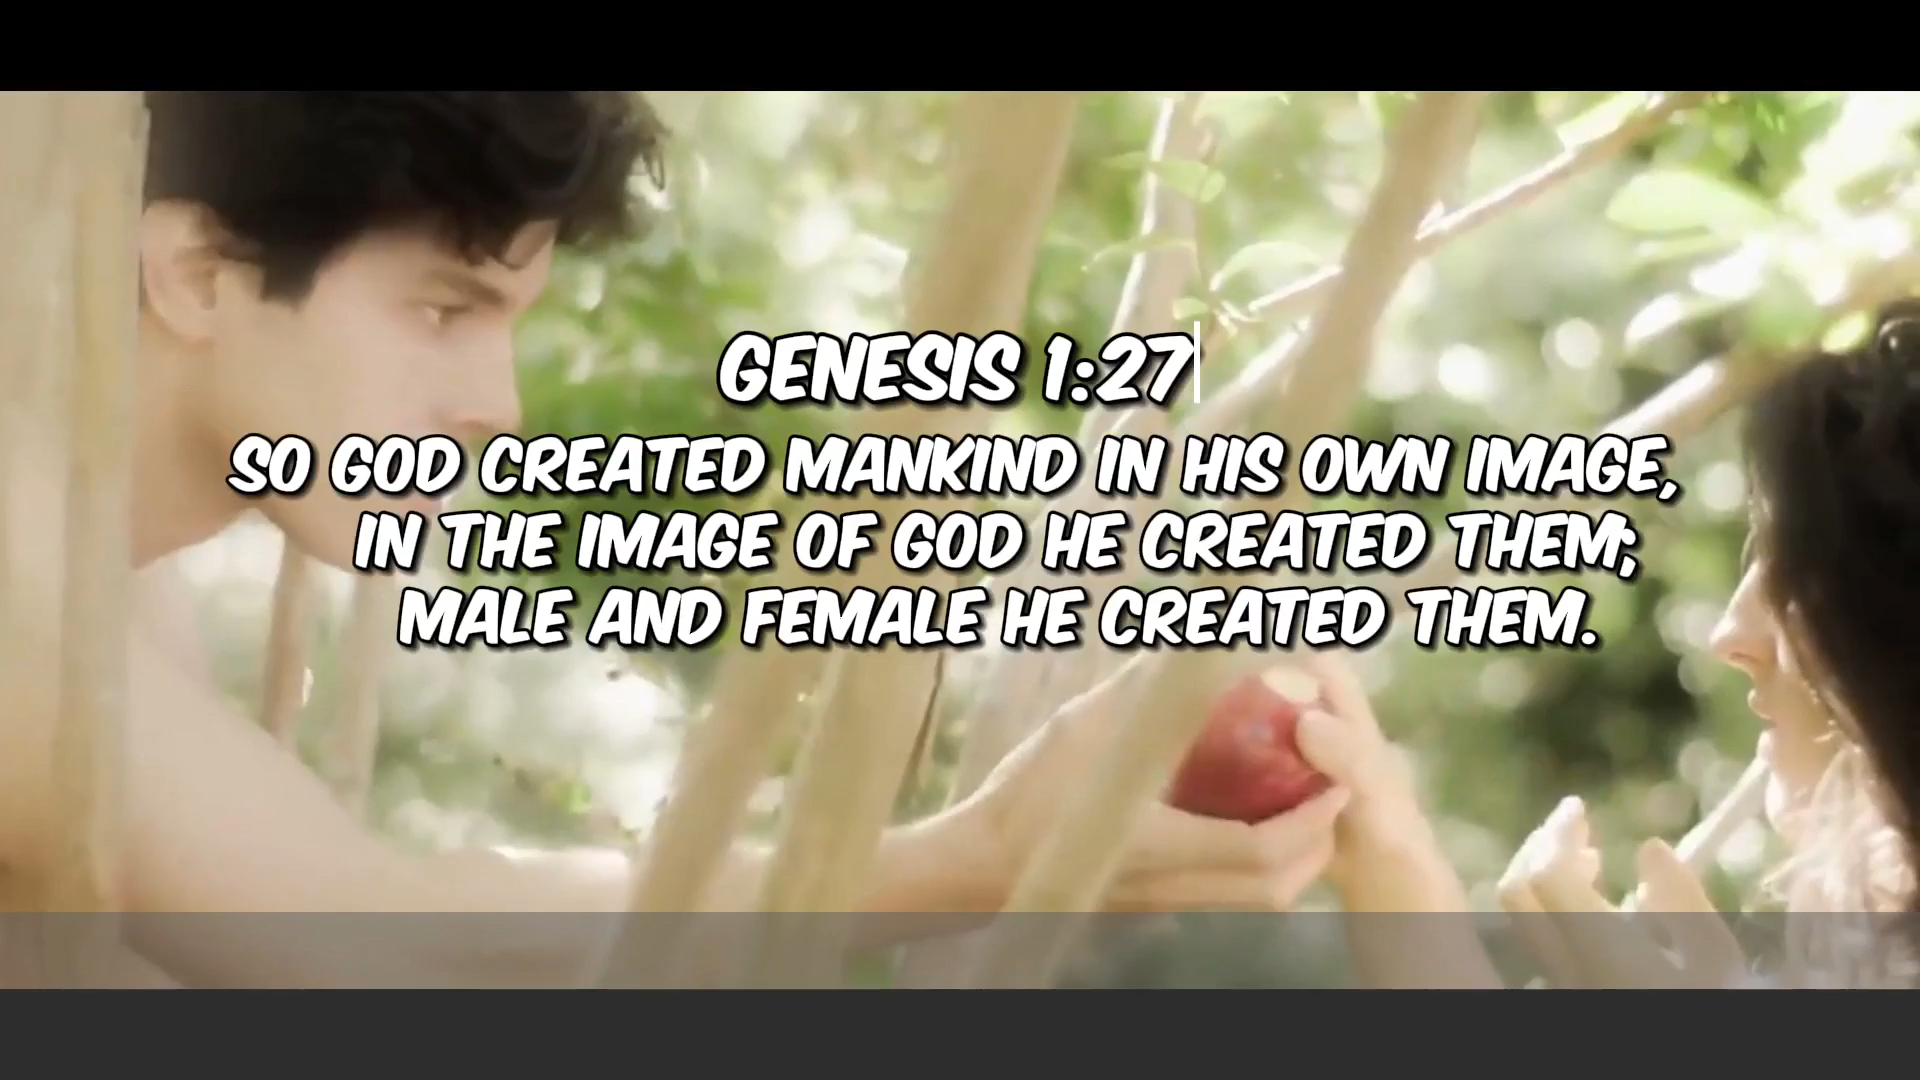 GENESIS 1:27
SO GOD CREATED MANKIND IN HIS OWN IMAGE,
IN THE IMAGE OF GOD HE CREATED THEM;
MALE AND FEMALE HE CREATED THEM.